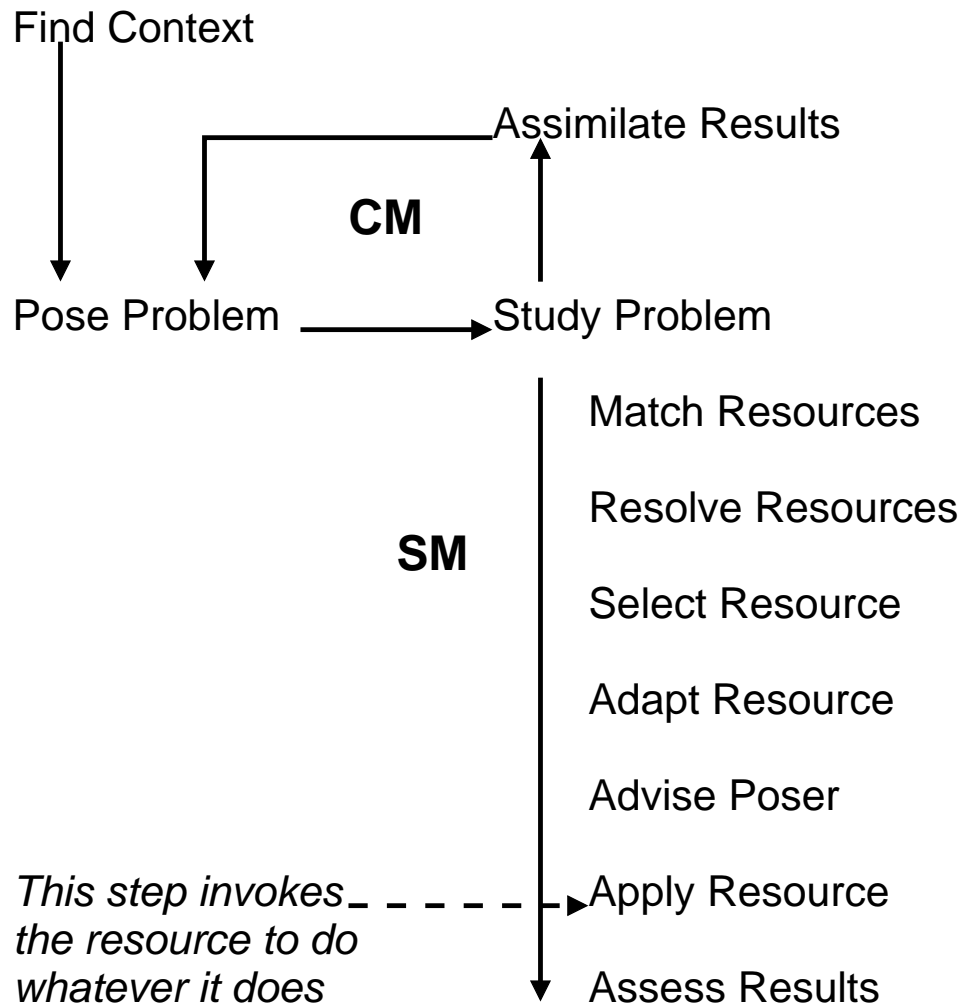 Find Context
Assimilate Results
CM
Pose Problem
Study Problem
Match Resources
Resolve Resources
SM
Select Resource
Adapt Resource
Advise Poser
This step invokes
the resource to do
whatever it does
Apply Resource
Assess Results